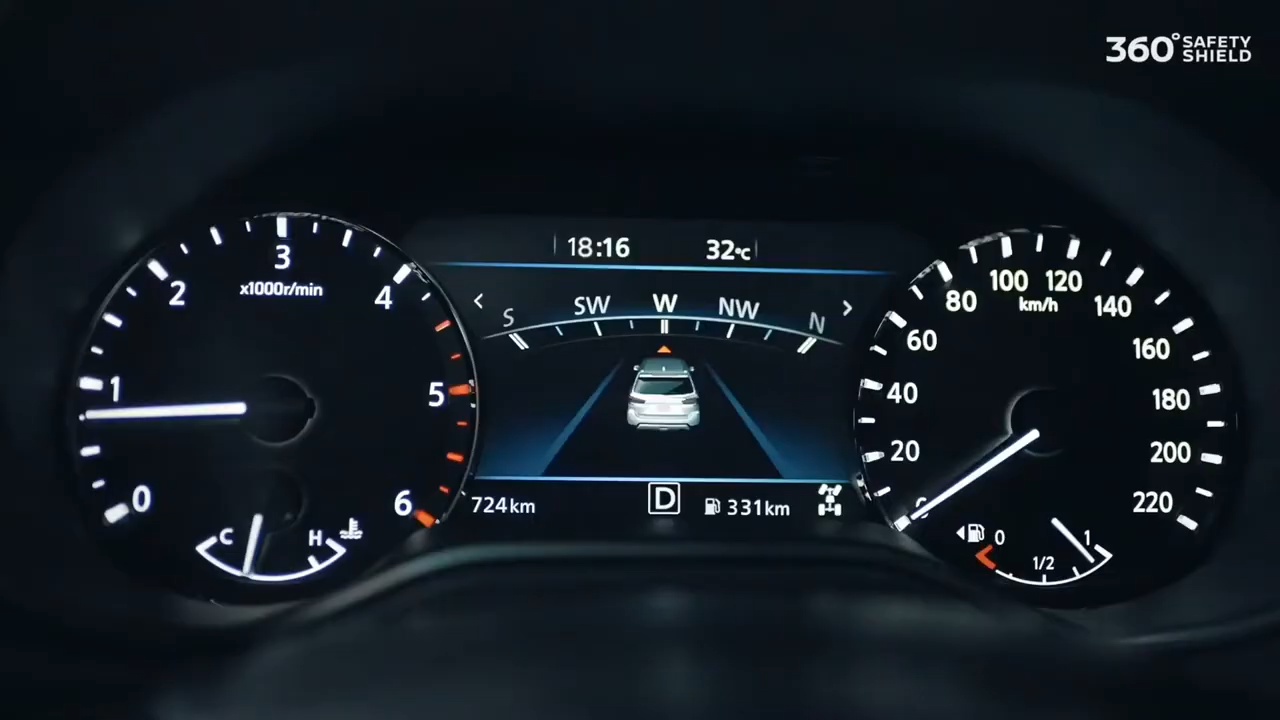 360° SAFETY SHIELD
18:16 32°C
0 1 2 3 4 5 6
x1000r/min
C H
S SW W NW N
724km D 331km
0 20 40 60 80 100 120 140 160 180 200 220
km/h
0 1/2 1